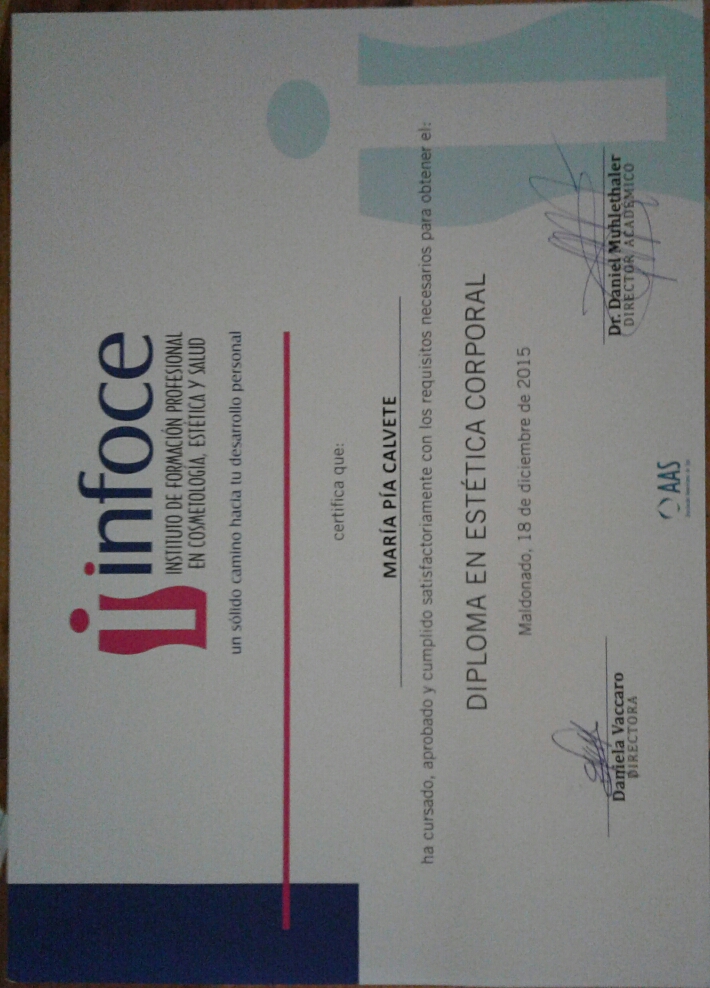 infoce
INSTITUTO DE FORMACIÓN PROFESIONAL
EN COSMETOLOGÍA, ESTÉTICA Y SALUD
un sólido camino hacia tu desarrollo personal
certifica que:
MARÍA PÍA CALVETE
ha cursado, aprobado y cumplido satisfactoriamente con los requisitos necesarios para obtener el:
DIPLOMA EN ESTÉTICA CORPORAL
Maldonado, 18 de diciembre de 2015
Daniela Vaccaro
DIRECTORA
AAS
Dr. Daniel Muhlethaler
DIRECTOR ACADÉMICO